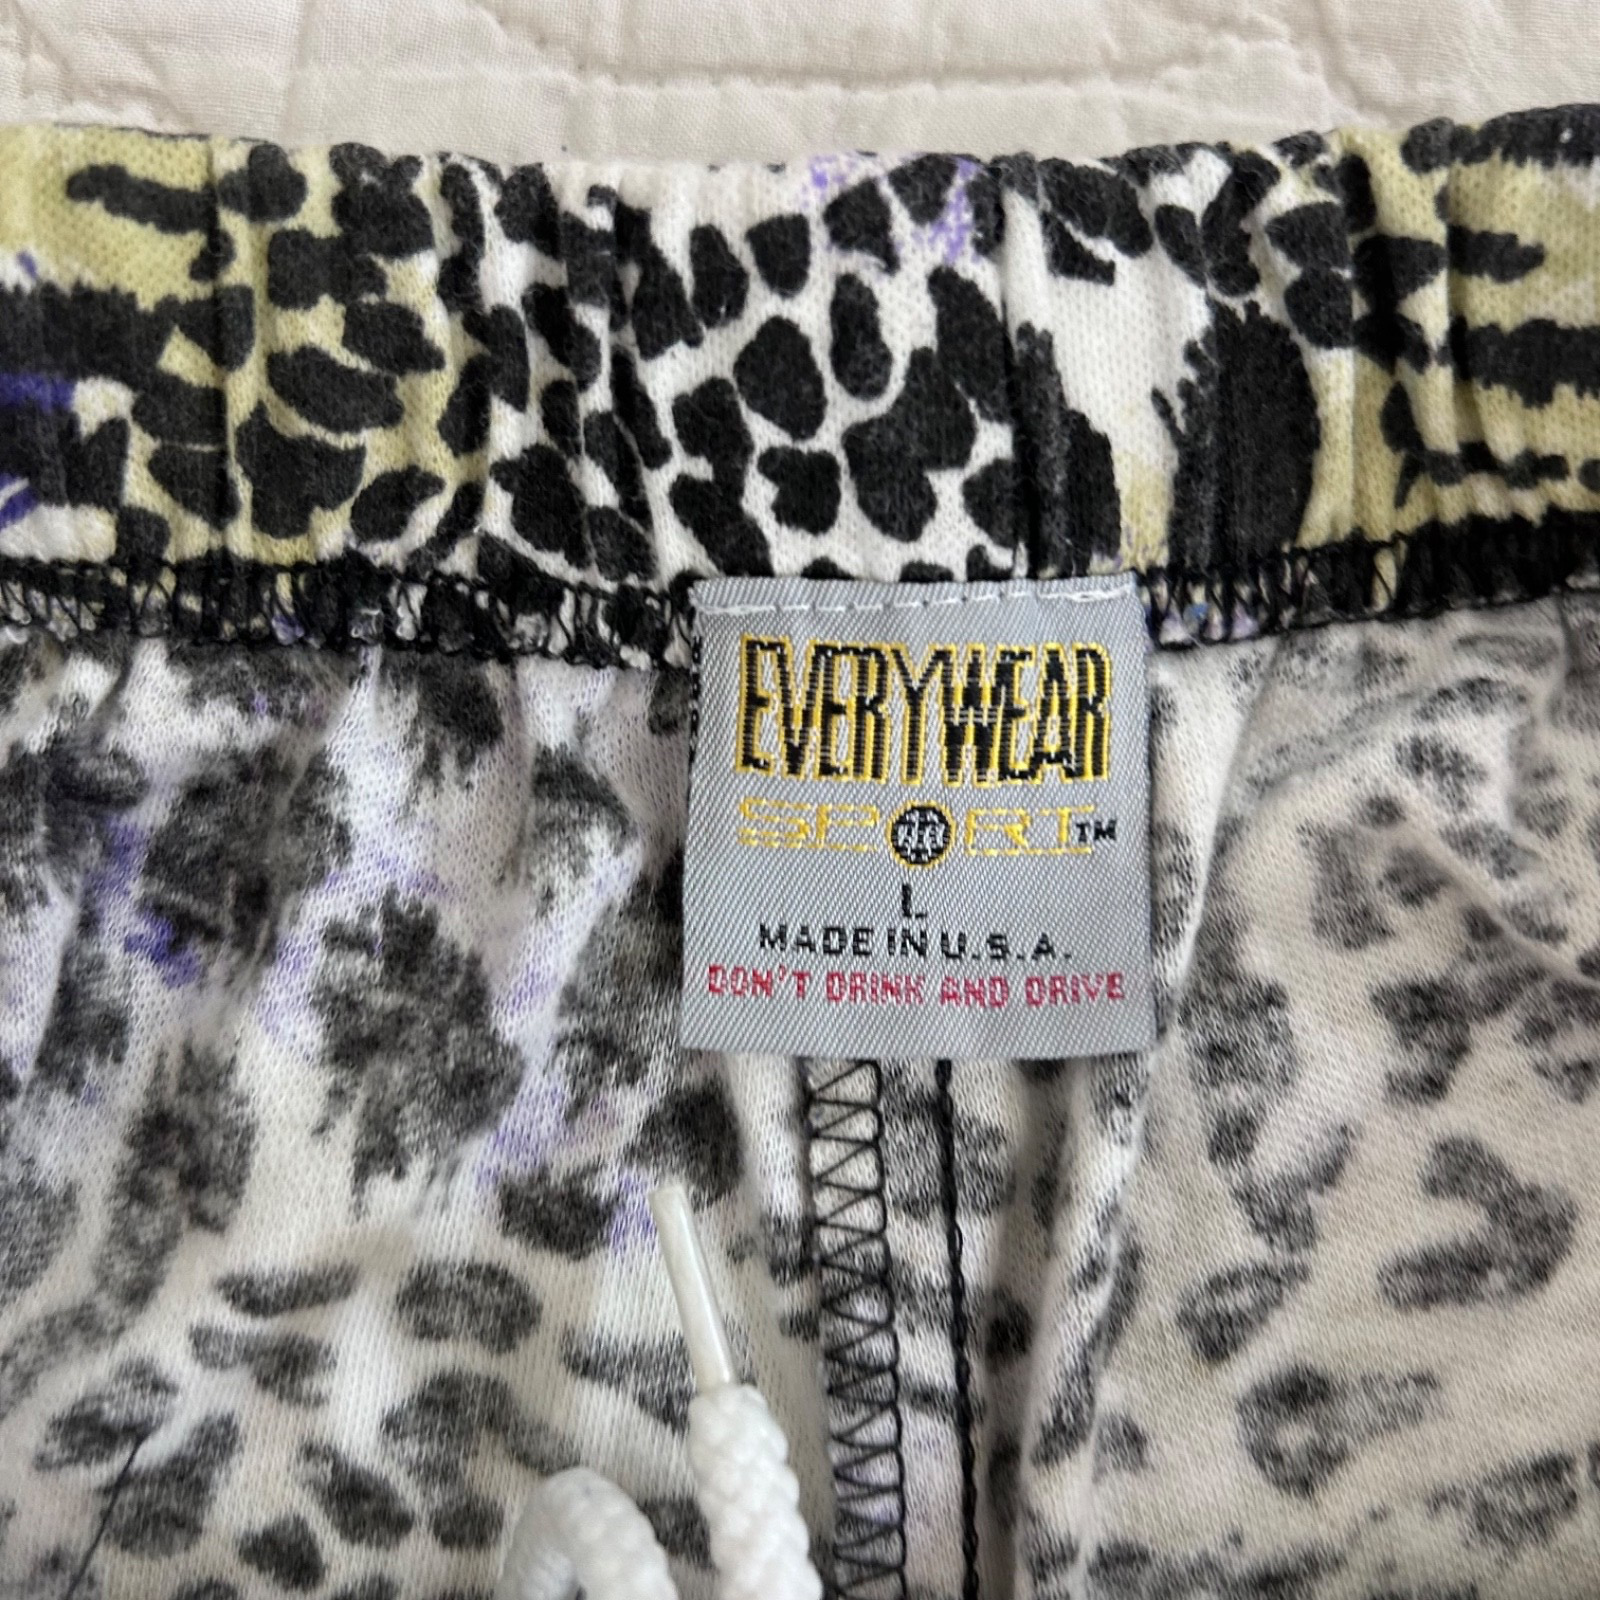 EVERYWEAR
SPORT™
L
MADE IN U.S.A.
DON'T DRINK AND DRIVE